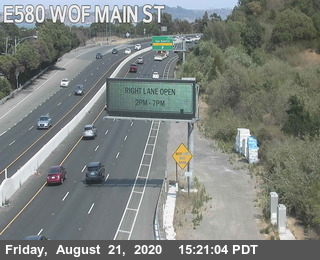 E580 WOF MAIN ST
RIGHT LANE OPEN
2PM - 7PM
Friday, August 21, 2020 15:21:04 PDT